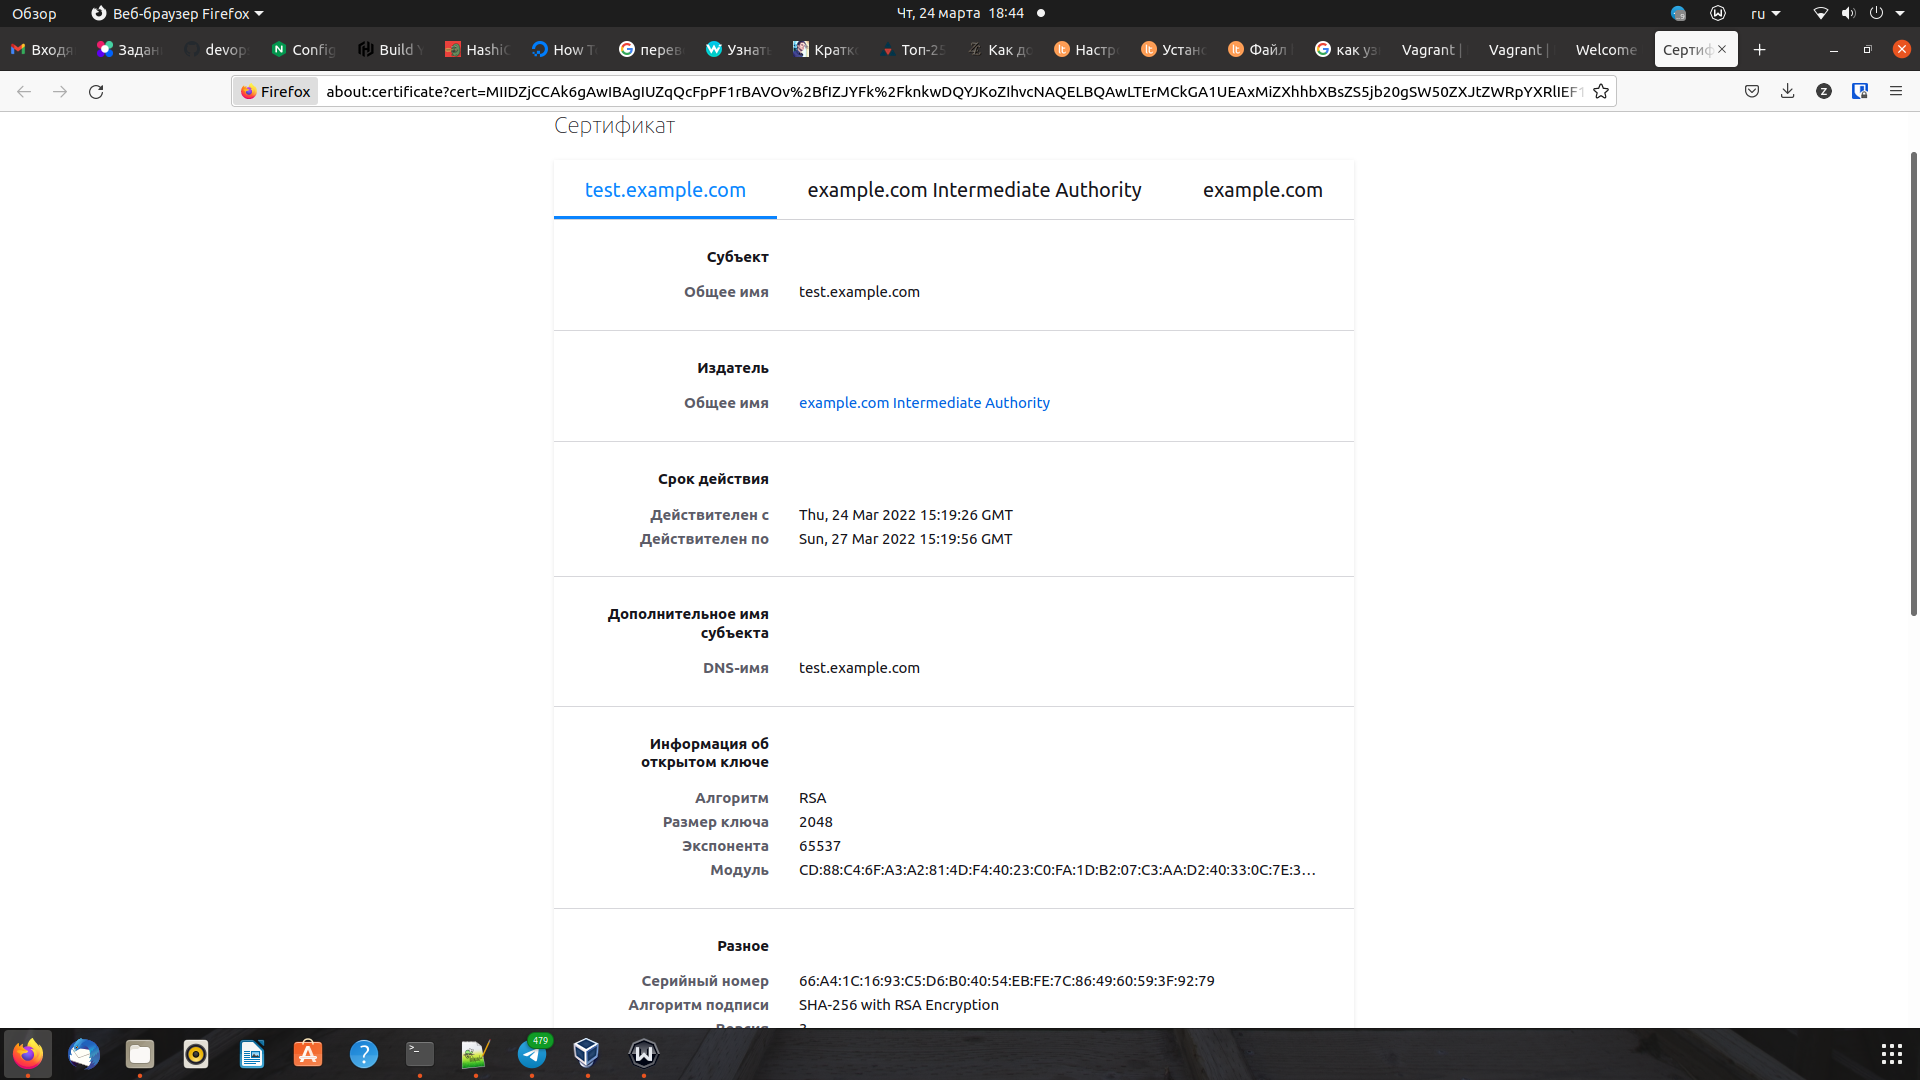 Обзор Веб-браузер Firefox Чт, 24 марта 18:44 ru
Входя Задан devop Config Build HashiC How T перев Узнать Кратко Топ-25 Как до Настр Устан Файл как уз Vagrant | Vagrant | Welcome Сертиф
Firefox about:certificate?cert=MIIDZjCCAk6gAwIBAgIUZqQcFpPF1rBAVOv%2BfIZJYFk%2FknkwDQYJKoZIhvcNAQELBQAwLTErMCkGA1UEAxMiZXhhbXBsZS5jb20gSW50ZXJtZWRpYXRlIEF1
Сертификат
test.example.com example.com Intermediate Authority example.com
Субъект
Общее имя test.example.com
Издатель
Общее имя example.com Intermediate Authority
Срок действия
Действителен с Thu, 24 Mar 2022 15:19:26 GMT
Действителен по Sun, 27 Mar 2022 15:19:56 GMT
Дополнительное имя
субъекта
DNS-имя test.example.com
Информация об
открытом ключе
Алгоритм RSA
Размер ключа 2048
Экспонента 65537
Модуль CD:88:C4:6F:A3:A2:81:4D:F4:40:23:C0:FA:1D:B2:07:C3:AA:D2:40:33:0C:7E:3…
Разное
Серийный номер 66:A4:1C:16:93:C5:D6:B0:40:54:EB:FE:7C:86:49:60:59:3F:92:79
Алгоритм подписи SHA-256 with RSA Encryption
Версия 3
479